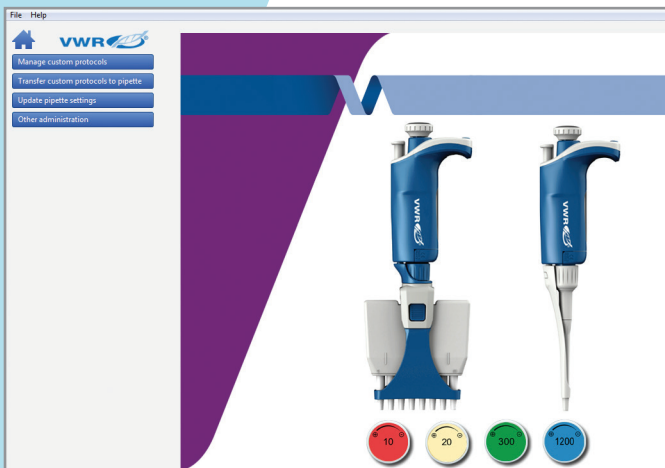 File Help
VWR
Manage custom protocols
Transfer custom protocols to pipette
Update pipette settings
Other administration
VWR
VWR
10
20
300
1200